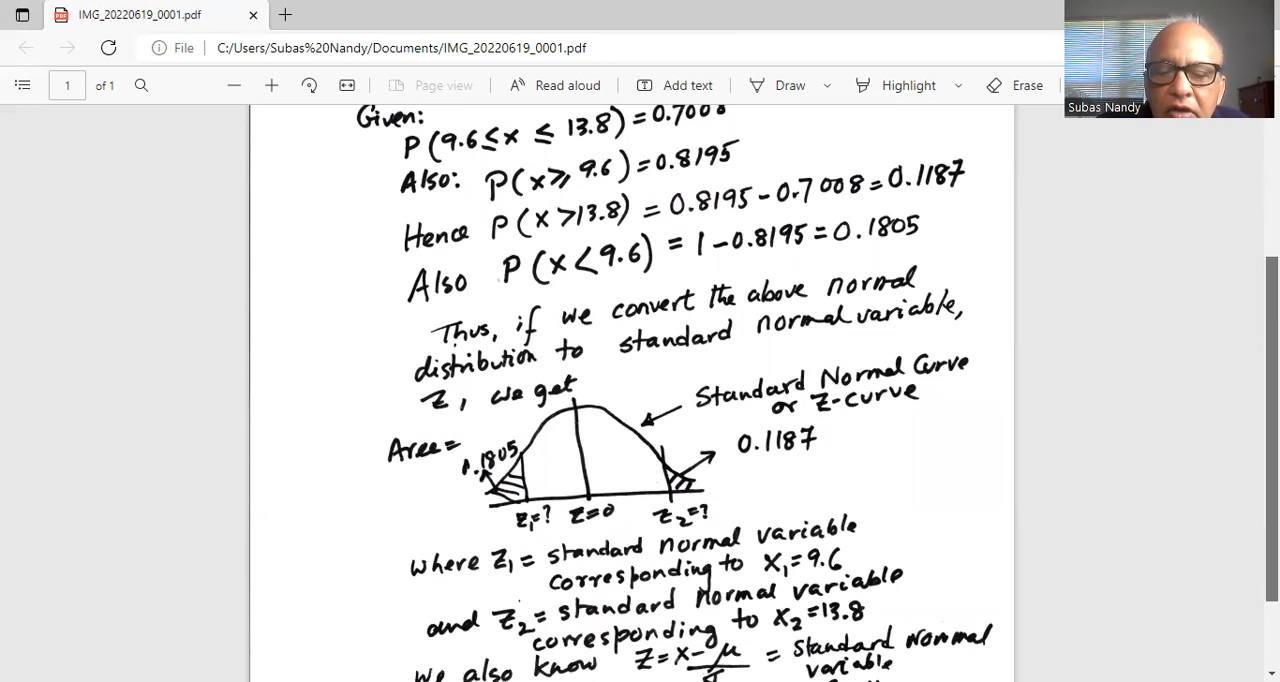 IMG_20220619_0001.pdf
File
C:/Users/Subas%20Nandy/Documents/IMG_20220619_0001.pdf
1 of 1
Page view
Read aloud
Add text
Draw
Highlight
Erase
Subas Nandy
Given:
P(9.6≤x ≤ 13.8)=0.7008
Also: P(x≥ 9.6)=0.8195
Hence P(x>13.8) = 0.8195-0.7008=0.1187
Also P(x<9.6) = 1-0.8195=0.1805
Thus, if we convert the above normal
distribution to standard normal variable,
Z, we get
Standard Normal Curve
or Z-curve
Area=
0.1805
0.1187
Z₁=? Z=0 Z₂=?
where Z₁= standard normal variable
corresponding to X₁=9.6
and Z₂= standard normal variable
corresponding to X₂=13.8
we also know Z=X-μ = standard normal
variable